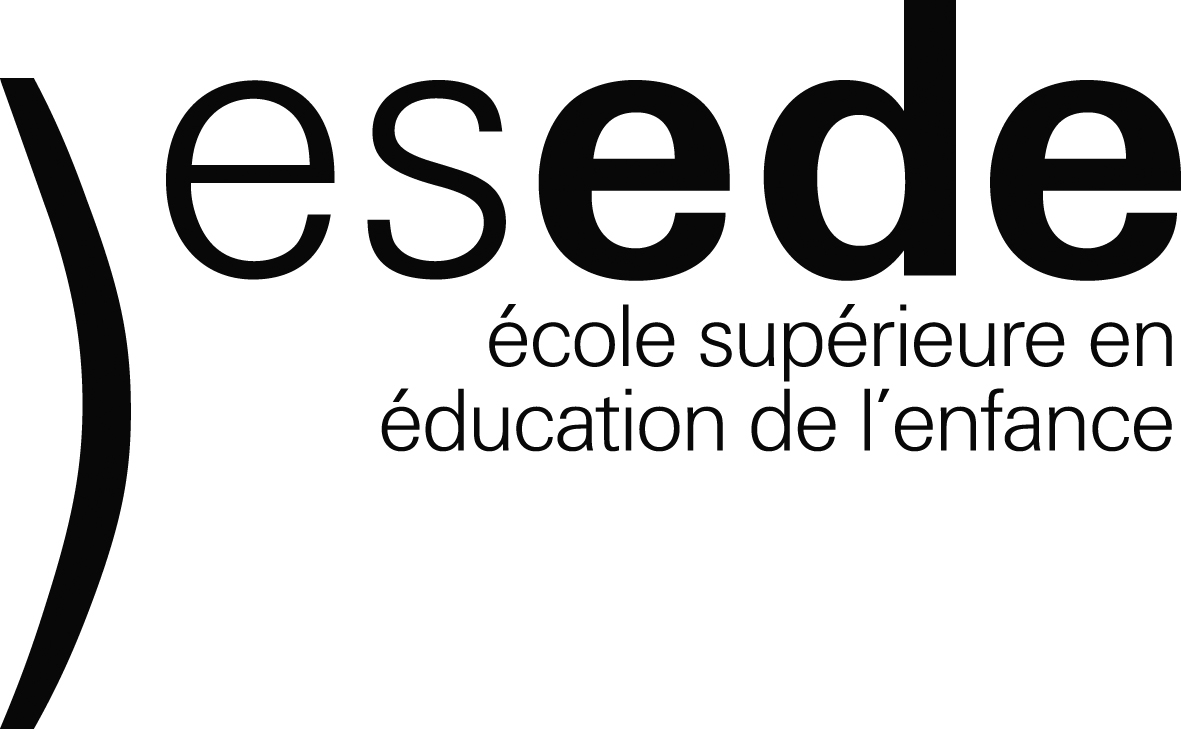 )esede
école supérieure en
éducation de l'enfance